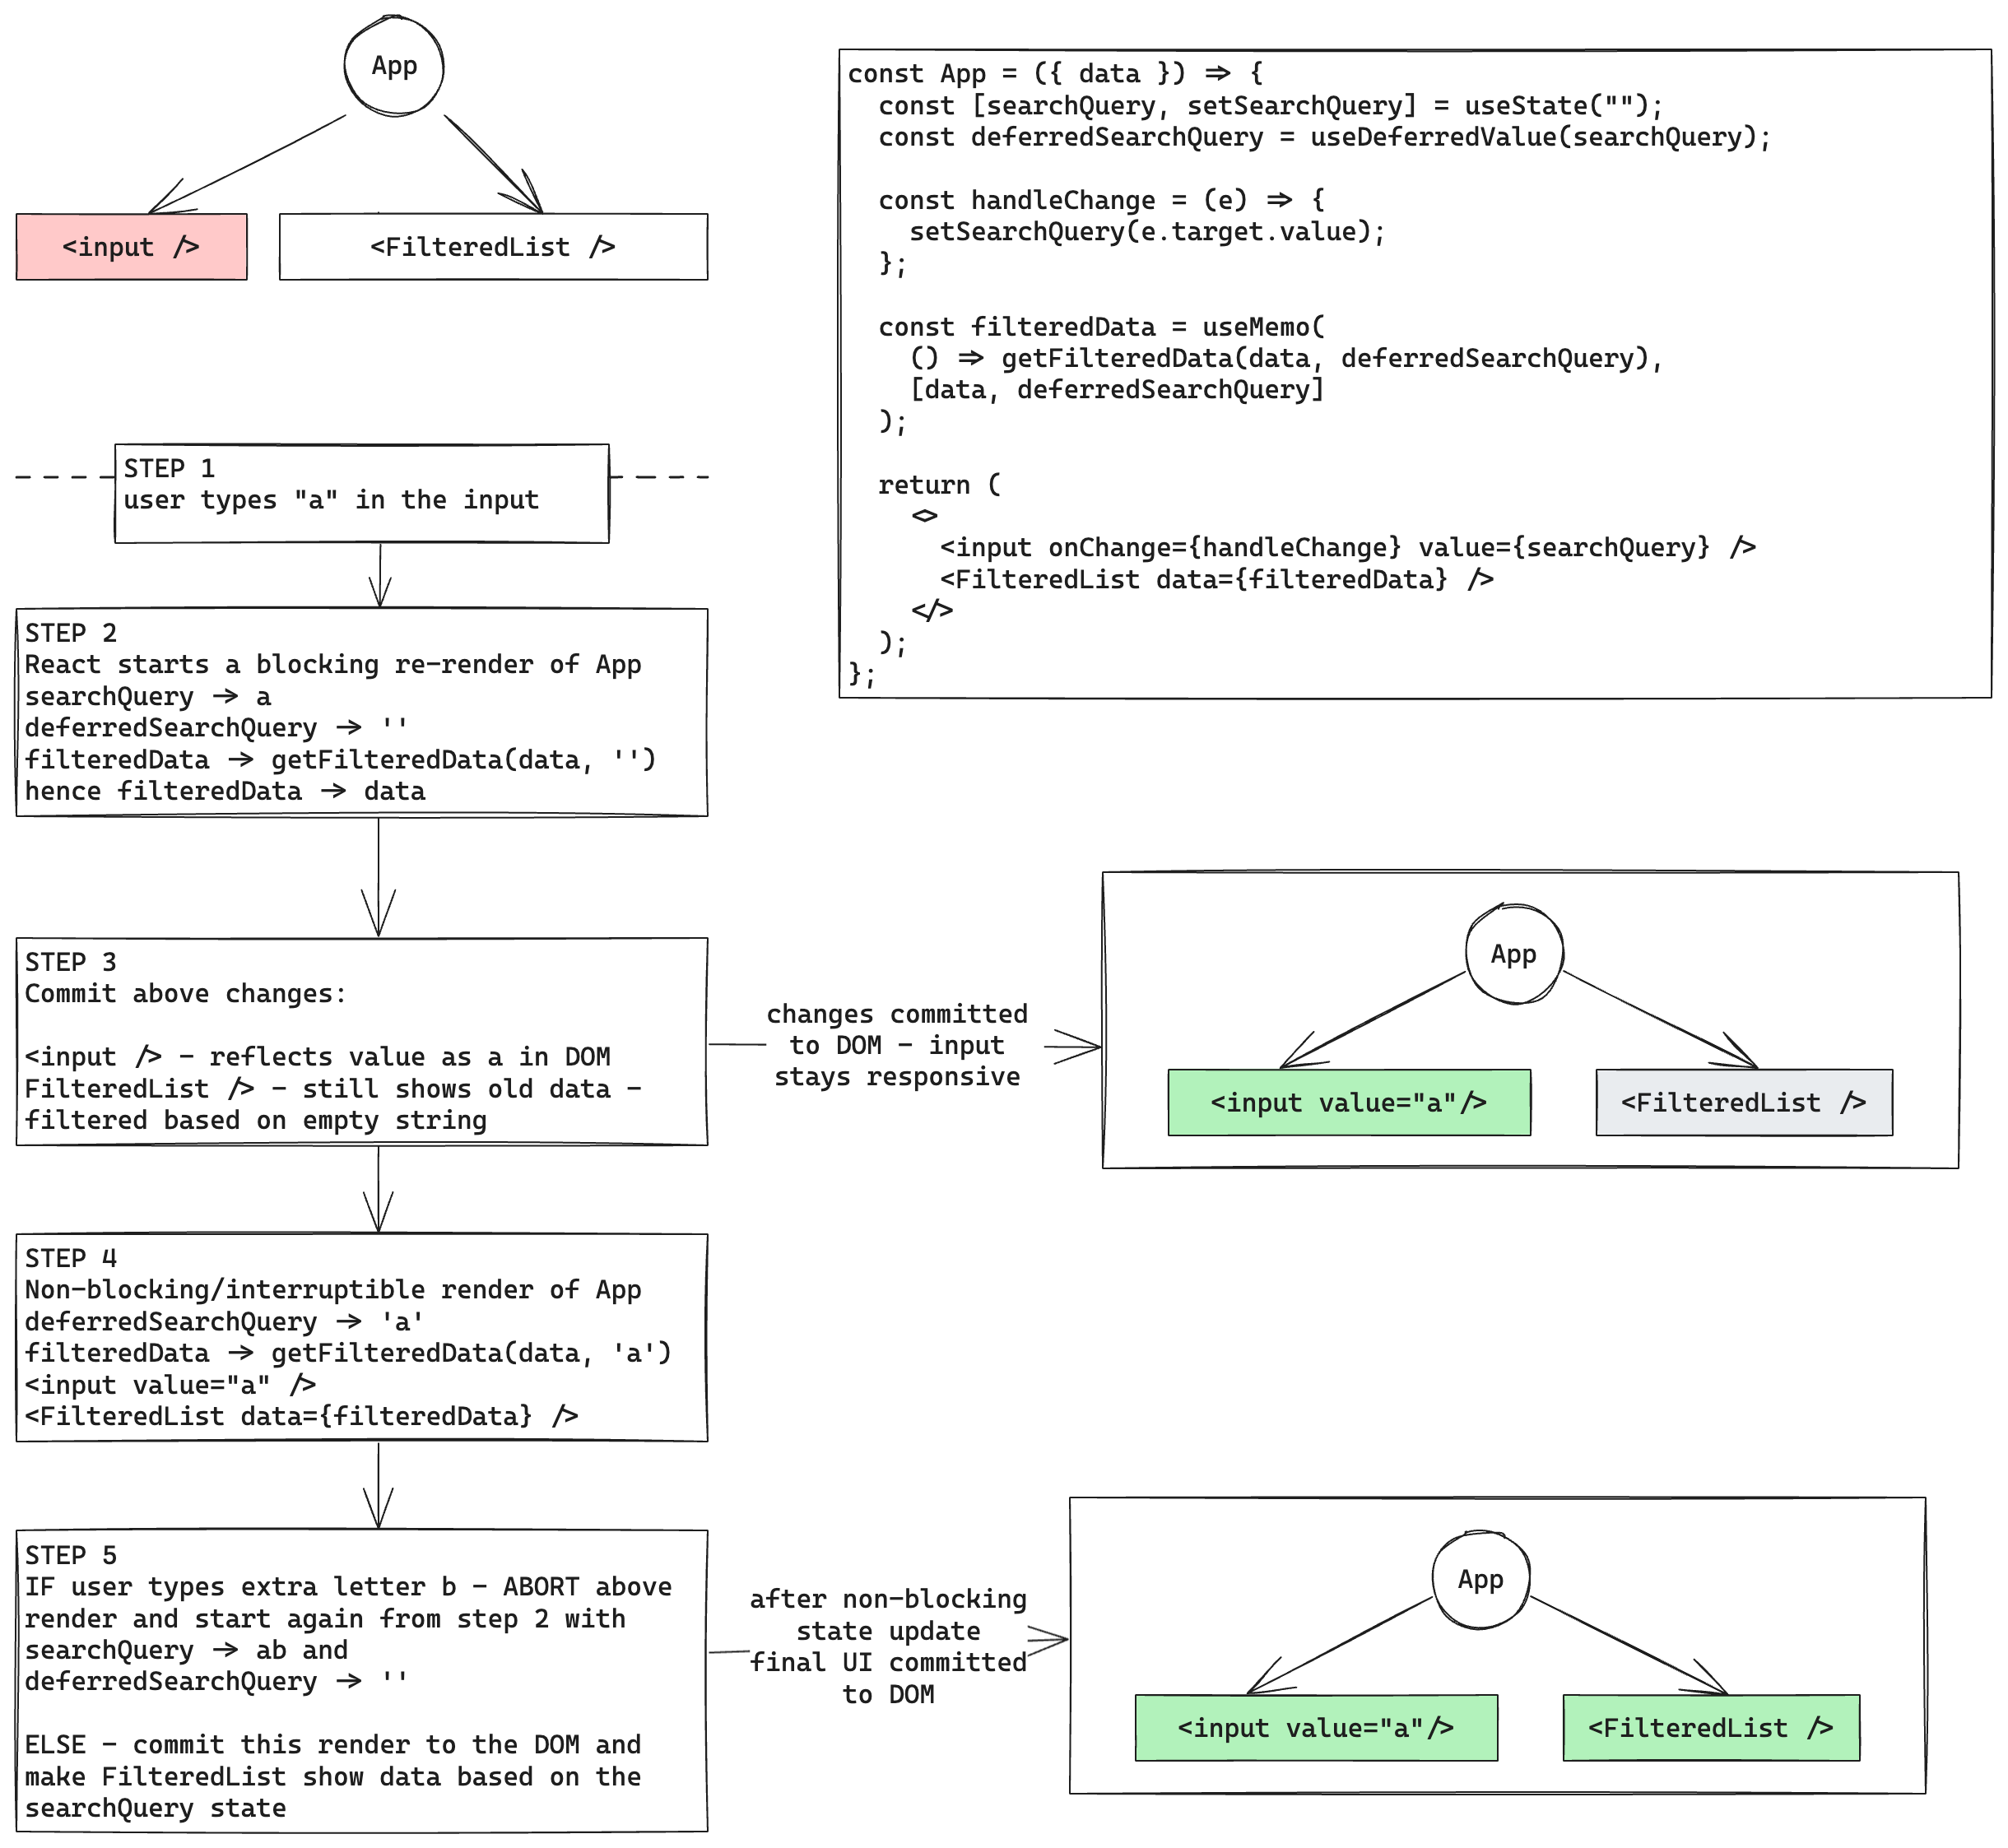 App
<input />
<FilteredList />
const App = ({ data }) => {
  const [searchQuery, setSearchQuery] = useState("");
  const deferredSearchQuery = useDeferredValue(searchQuery);

  const handleChange = (e) => {
    setSearchQuery(e.target.value);
  };

  const filteredData = useMemo(
    () => getFilteredData(data, deferredSearchQuery),
    [data, deferredSearchQuery]
  );

  return (
    <>
      <input onChange={handleChange} value={searchQuery} />
      <FilteredList data={filteredData} />
    </>
  );
};
STEP 1
user types "a" in the input
STEP 2
React starts a blocking re-render of App
searchQuery -> a
deferredSearchQuery -> ''
filteredData -> getFilteredData(data, '')
hence filteredData -> data
STEP 3
Commit above changes:

<input /> - reflects value as a in DOM
FilteredList /> - still shows old data -
filtered based on empty string
changes committed
to DOM - input
stays responsive
App
<input value="a"/>
<FilteredList />
STEP 4
Non-blocking/interruptible render of App
deferredSearchQuery -> 'a'
filteredData -> getFilteredData(data, 'a')
<input value="a" />
<FilteredList data={filteredData} />
STEP 5
IF user types extra letter b - ABORT above
render and start again from step 2 with
searchQuery -> ab and
deferredSearchQuery -> ''

ELSE - commit this render to the DOM and
make FilteredList show data based on the
searchQuery state
after non-blocking
state update
final UI committed
to DOM
App
<input value="a"/>
<FilteredList />